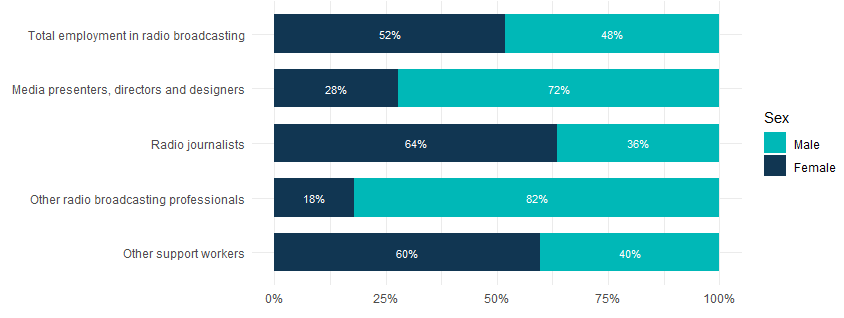 Total employment in radio broadcasting
52%
48%
Media presenters, directors and designers
28%
72%
Radio journalists
64%
36%
Other radio broadcasting professionals
18%
82%
Other support workers
60%
40%
0%
25%
50%
75%
100%
Sex
Male
Female